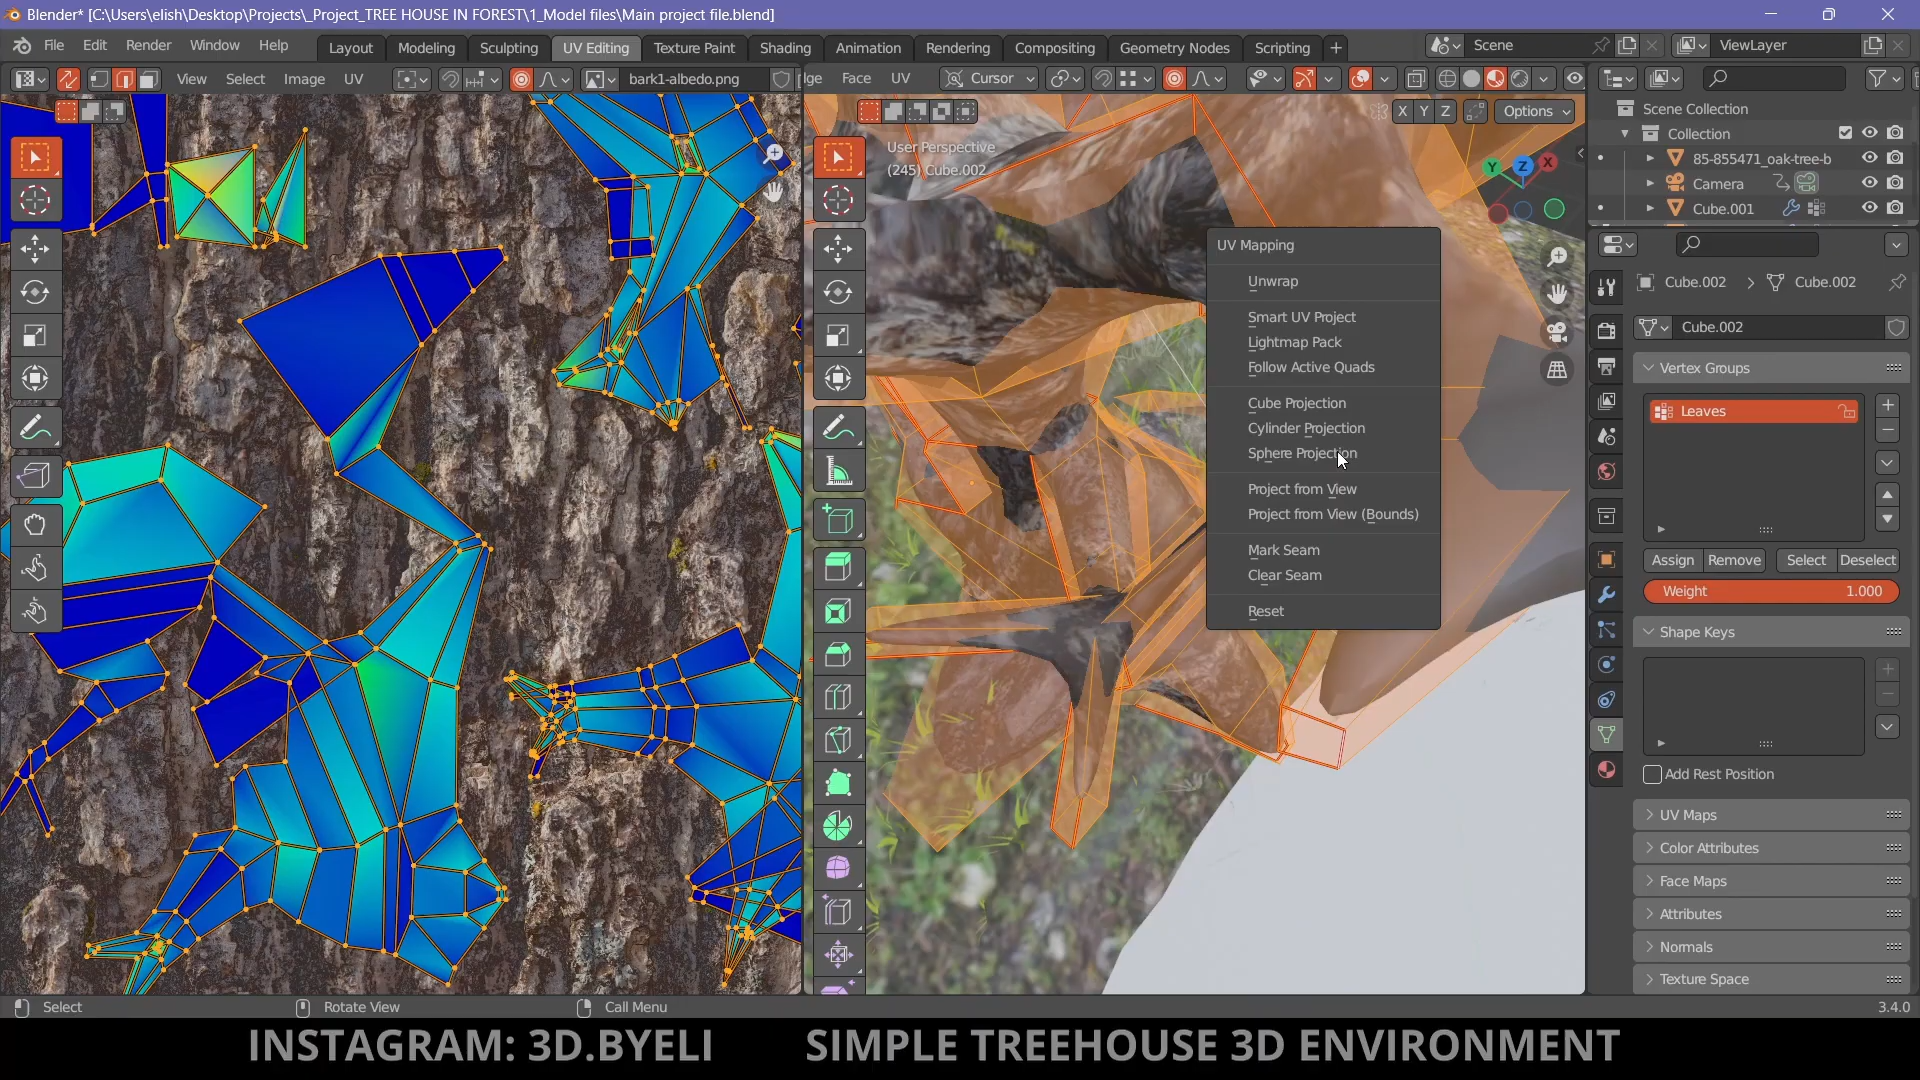 Blender* [C:\Users\elish\Desktop\Projects\_Project_TREE HOUSE IN FOREST\1_Model files\Main project file.blend]
File Edit Render Window Help Layout Modeling Sculpting UV Editing Texture Paint Shading Animation Rendering Compositing Geometry Nodes Scripting + Scene ViewLayer
View Select Image UV bark1-albedo.png ge Face UV Cursor
X Y Z Options
Scene Collection
Collection
85-855471_oak-tree-b
Camera
Cube.001
User Perspective
(245) Cube.002
Y Z X
UV Mapping
Unwrap
Smart UV Project
Lightmap Pack
Follow Active Quads
Cube Projection
Cylinder Projection
Sphere Projection
Project from View
Project from View (Bounds)
Mark Seam
Clear Seam
Reset
Cube.002 > Cube.002
Cube.002
Vertex Groups
Leaves
Assign Remove Select Deselect
Weight 1.000
Shape Keys
Add Rest Position
UV Maps
Color Attributes
Face Maps
Attributes
Normals
Texture Space
Select Rotate View Call Menu 3.4.0
INSTAGRAM: 3D.BYELI SIMPLE TREEHOUSE 3D ENVIRONMENT